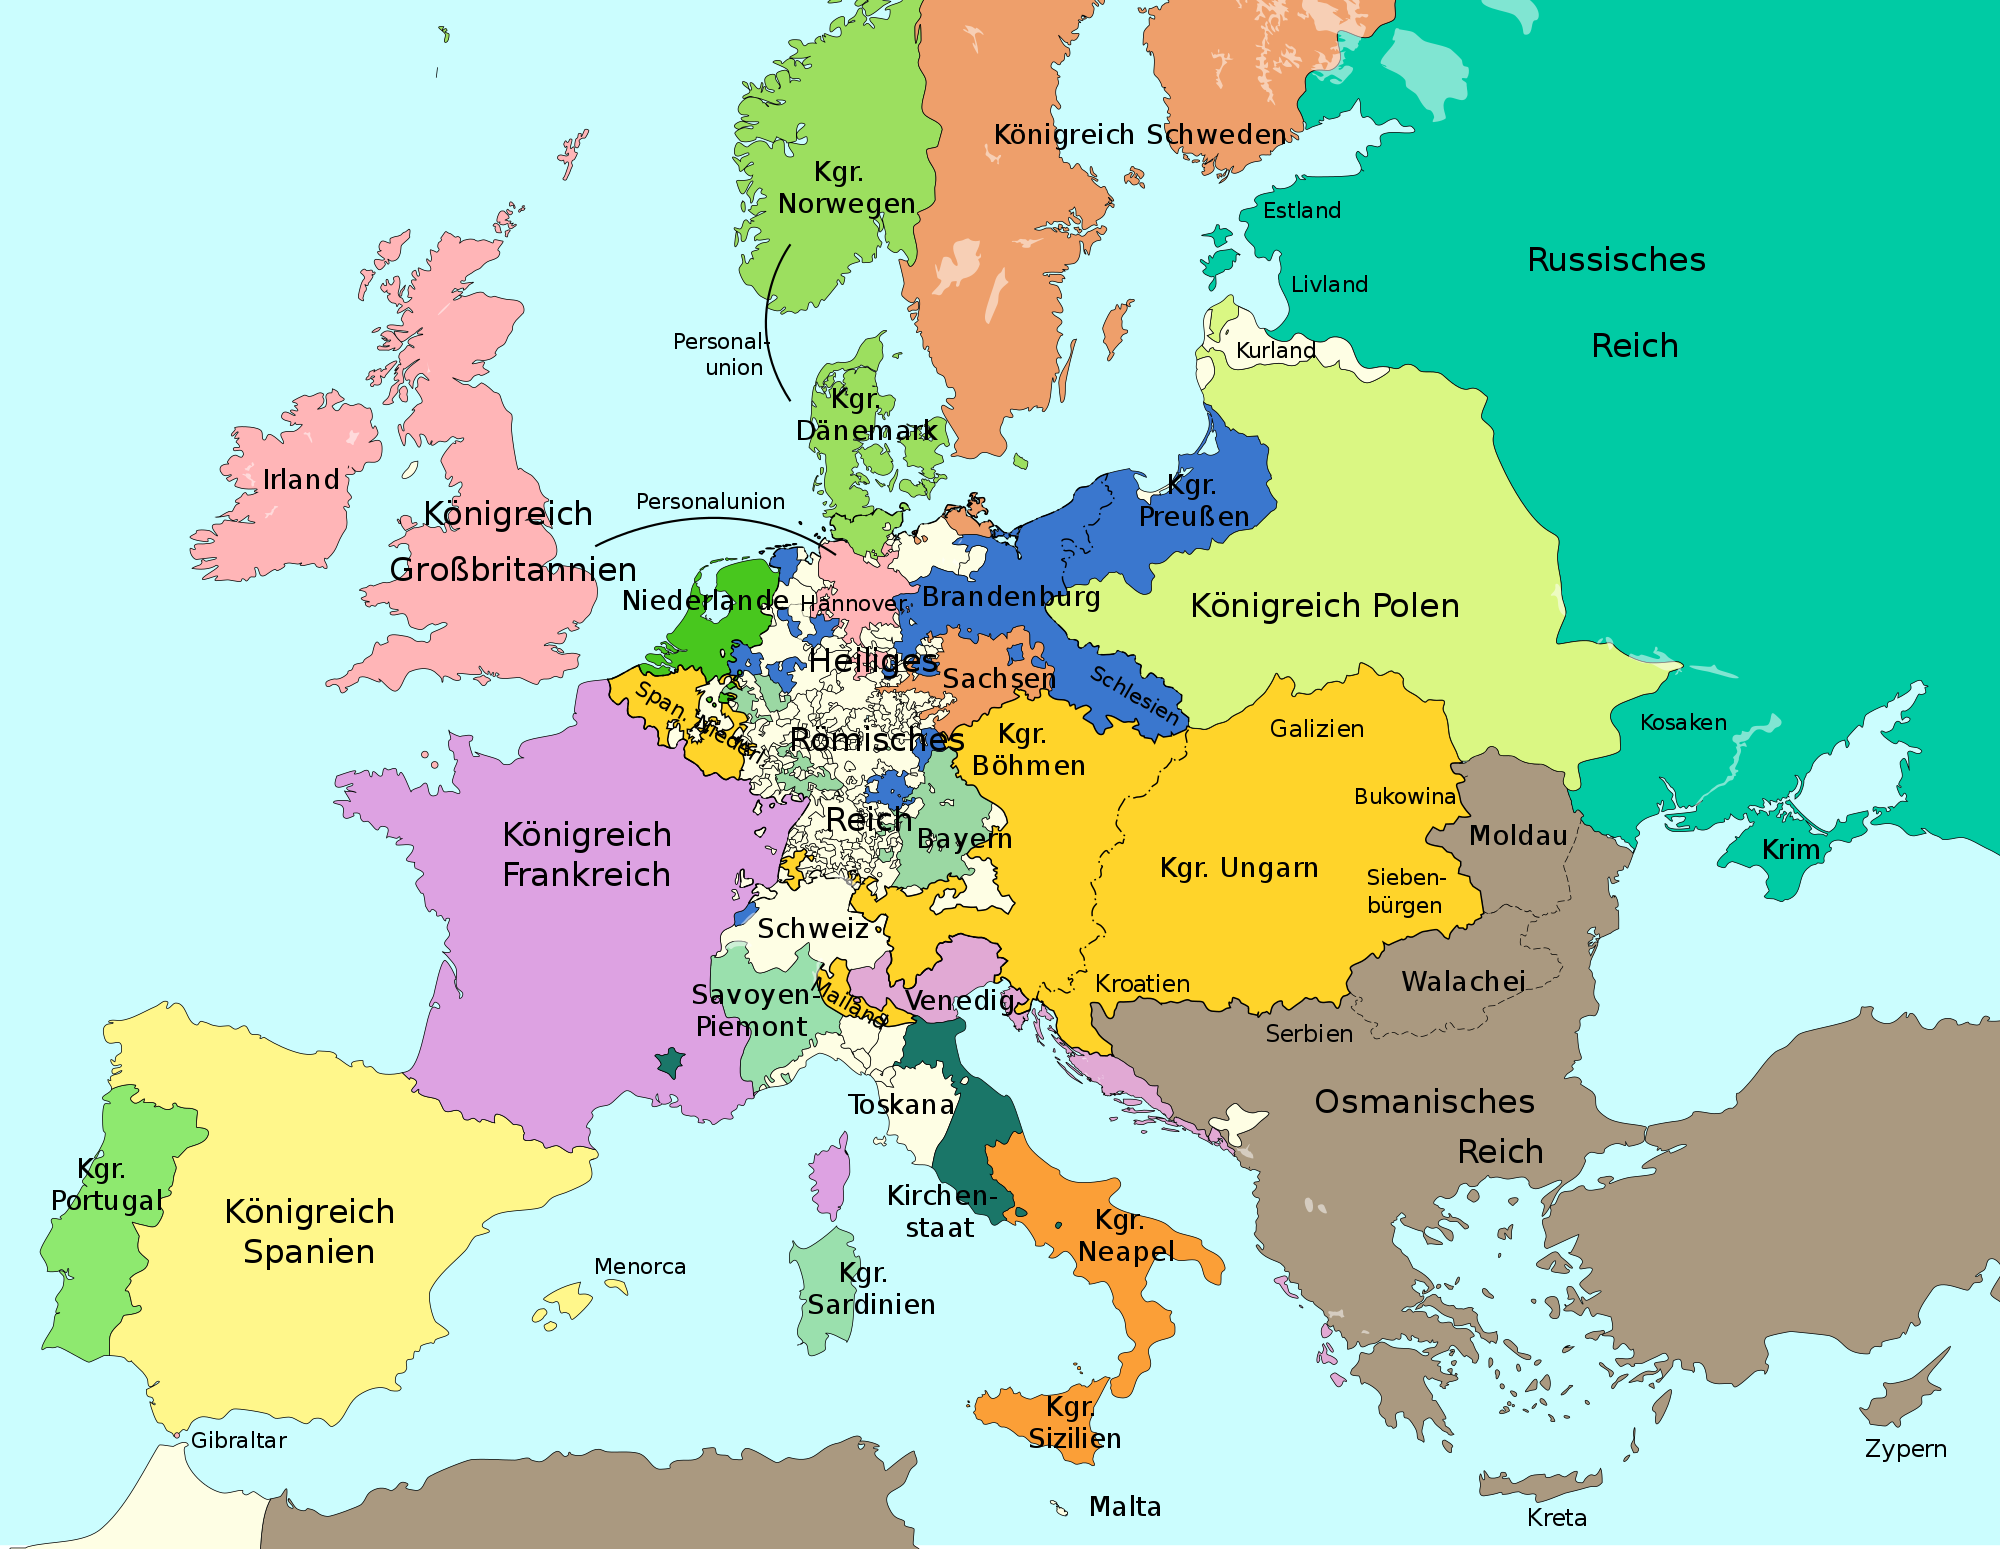 Königreich Schweden
Kgr.
Norwegen
Estland
Russisches
Livland
Reich
Personal-
union
Kurland
Kgr.
Dänemark
Irland
Kgr.
Preußen
Personalunion
Königreich
Großbritannien
Niederlande
Hannover
Brandenburg
Königreich Polen
Heiliges
Sachsen
Schlesien
Span. Niederl.
Kosaken
Galizien
Römisches
Kgr.
Böhmen
Bukowina
Reich
Bayern
Moldau
Krim
Königreich
Frankreich
Kgr. Ungarn
Sieben-
bürgen
Schweiz
Walachei
Kroatien
Savoyen-
Piemont
Mailand
Venedig
Serbien
Toskana
Osmanisches
Reich
Kgr.
Portugal
Königreich
Spanien
Kirchen-
staat
Kgr.
Neapel
Menorca
Kgr.
Sardinien
Kgr.
Sizilien
Gibraltar
Zypern
Malta
Kreta